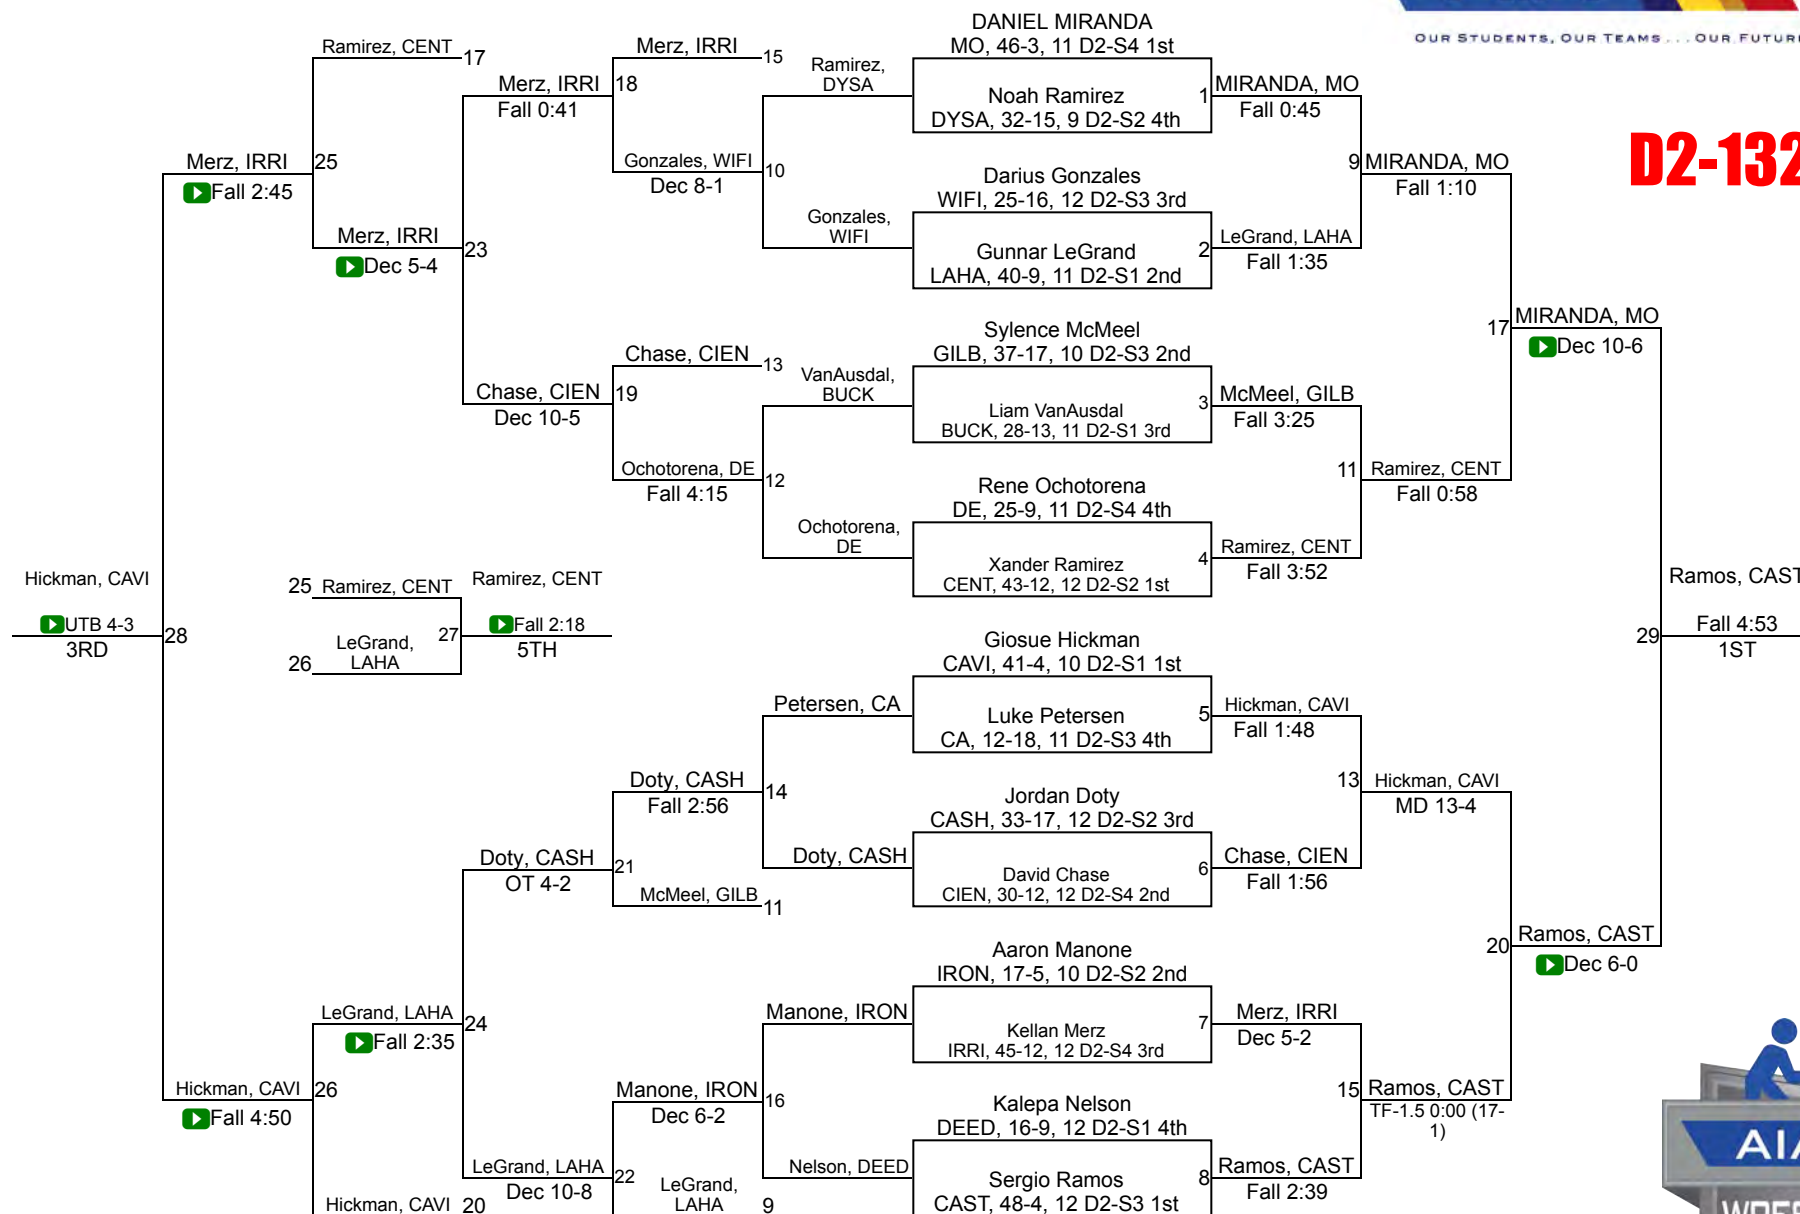 OUR STUDENTS, OUR TEAMS . . . OUR FUTUR
D2-132
DANIEL MIRANDA
MO, 46-3, 11 D2-S4 1st
Noah Ramirez
DYSA, 32-15, 9 D2-S2 4th
1
Darius Gonzales
WIFI, 25-16, 12 D2-S3 3rd
Gunnar LeGrand
LAHA, 40-9, 11 D2-S1 2nd
2
Sylence McMeel
GILB, 37-17, 10 D2-S3 2nd
Liam VanAusdal
BUCK, 28-13, 11 D2-S1 3rd
3
Rene Ochotorena
DE, 25-9, 11 D2-S4 4th
Xander Ramirez
CENT, 43-12, 12 D2-S2 1st
4
Giosue Hickman
CAVI, 41-4, 10 D2-S1 1st
Luke Petersen
CA, 12-18, 11 D2-S3 4th
5
Jordan Doty
CASH, 33-17, 12 D2-S2 3rd
David Chase
CIEN, 30-12, 12 D2-S4 2nd
6
Aaron Manone
IRON, 17-5, 10 D2-S2 2nd
Kellan Merz
IRRI, 45-12, 12 D2-S4 3rd
7
Kalepa Nelson
DEED, 16-9, 12 D2-S1 4th
Sergio Ramos
CAST, 48-4, 12 D2-S3 1st
8
MIRANDA, MO
Fall 0:45
LeGrand, LAHA
Fall 1:35
McMeel, GILB
Fall 3:25
Ramirez, CENT
Fall 3:52
Hickman, CAVI
Fall 1:48
Chase, CIEN
Fall 1:56
Merz, IRRI
Dec 5-2
Ramos, CAST
Fall 2:39
9
MIRANDA, MO
Fall 1:10
11
Ramirez, CENT
Fall 0:58
13
Hickman, CAVI
MD 13-4
15
Ramos, CAST
TF-1.5 0:00 (17-
1)
17
MIRANDA, MO
Dec 10-6
20
Ramos, CAST
Dec 6-0
29
Ramos, CAST
Fall 4:53
1ST
Ramirez,
DYSA
Gonzales,
WIFI
10
VanAusdal,
BUCK
Ochotorena,
DE
12
Petersen, CA
Doty, CASH
14
Manone, IRON
Nelson, DEED
16
Merz, IRRI
15
Gonzales, WIFI
Dec 8-1
18
Chase, CIEN
13
Ochotorena, DE
Fall 4:15
19
Doty, CASH
Fall 2:56
McMeel, GILB
11
21
Manone, IRON
Dec 6-2
LeGrand,
LAHA
9
22
Merz, IRRI
Fall 0:41
Chase, CIEN
Dec 10-5
23
Doty, CASH
OT 4-2
LeGrand, LAHA
Dec 10-8
24
Ramirez, CENT
17
Merz, IRRI
Dec 5-4
25
LeGrand, LAHA
Fall 2:35
Hickman, CAVI
20
26
Merz, IRRI
Fall 2:45
Hickman, CAVI
Fall 4:50
28
Hickman, CAVI
UTB 4-3
3RD
25
Ramirez, CENT
26
LeGrand,
LAHA
27
Ramirez, CENT
Fall 2:18
5TH
AIA